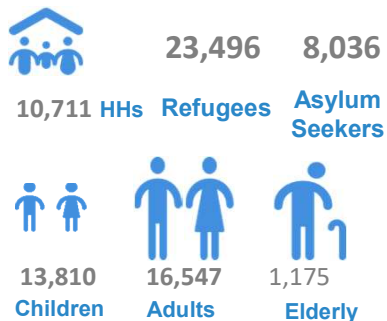 23,496 8,036
10,711 HHs Refugees Asylum
Seekers
13,810 16,547 1,175
Children Adults Elderly